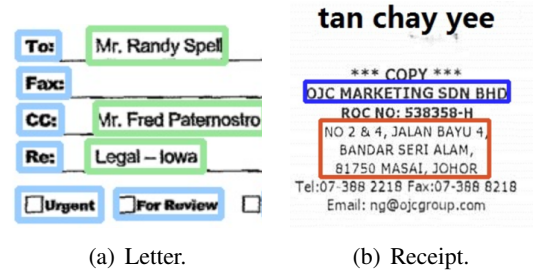 To: Mr. Randy Spell
Fax:
CC: Mr. Fred Paternostro
Re: Legal – Iowa
Urgent For Review
(a) Letter.
tan chay yee
*** COPY ***
OJC MARKETING SDN BHD
ROC NO: 538358-H
NO 2 & 4, JALAN BAYU 4,
BANDAR SERI ALAM,
81750 MASAI, JOHOR
Tel:07-388 2218 Fax:07-388 8218
Email: ng@ojcgroup.com
(b) Receipt.